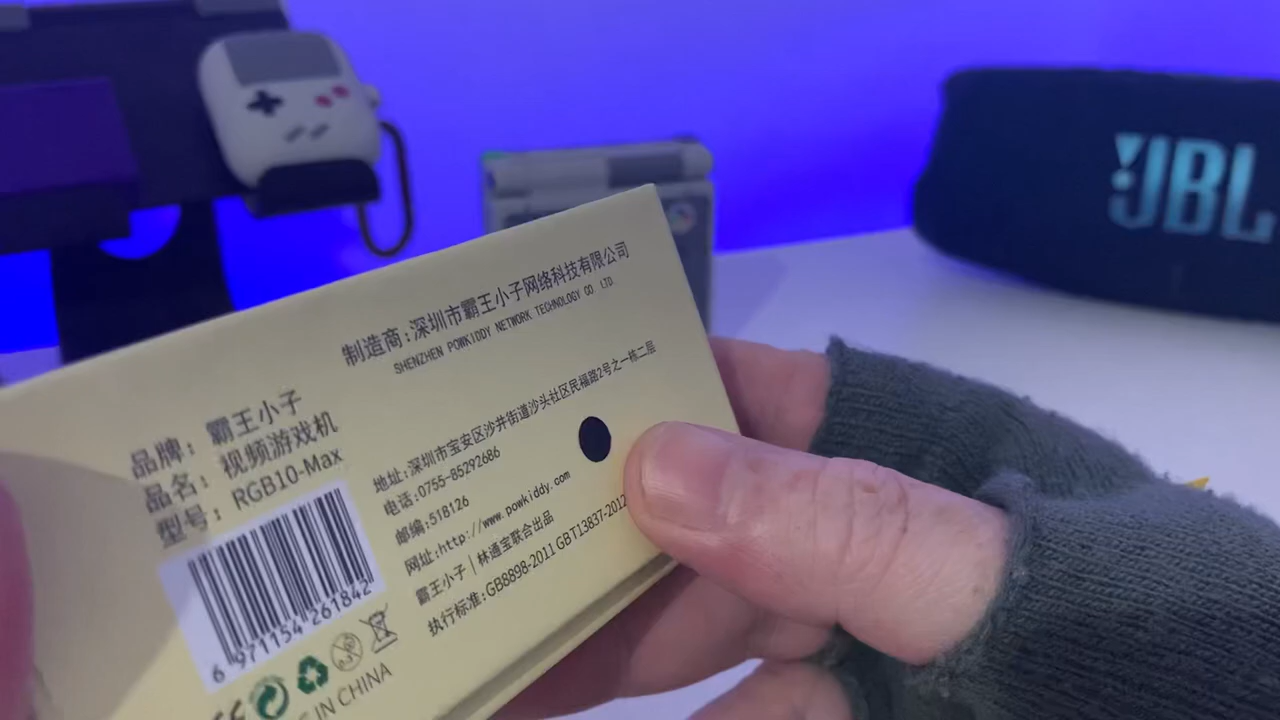 JBL
制造商:深圳市霸王小子网络科技有限公司
SHENZHEN POWKIDDY NETWORK TECHNOLOGY CO LTD
品牌: 霸王小子
品名: 视频游戏机
型号: RGB10-Max
6 971154 261842
地址:深圳市宝安区沙井街道沙头社区民福路2号之一栋二层
电话:0755-85292686
邮编:518126
网址:http://www.powkiddy.com
霸王小子|林通宝联合出品
执行标准:GB8898-2011 GBT13837-2012
IN CHINA